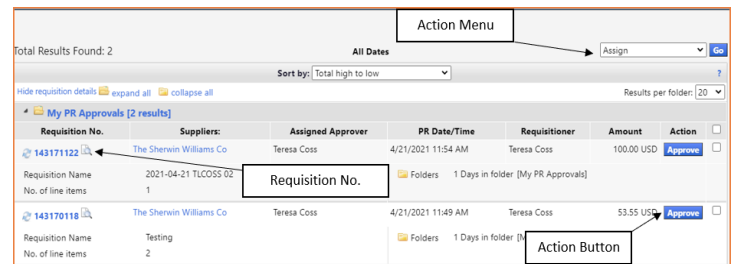 Action Menu
Total Results Found: 2 All Dates Assign Go
Sort by: Total high to low ?
Hide requisition details expand all collapse all Results per folder: 20
My PR Approvals [2 results]
Requisition No. Suppliers: Assigned Approver PR Date/Time Requisitioner Amount Action
143171122 The Sherwin Williams Co Teresa Coss 4/21/2021 11:54 AM Teresa Coss 100.00 USD Approve
Requisition Name 2021-04-21 TLCOSS 02 Requisition No. Folders 1 Days in folder [My PR Approvals]
No. of line items 1
143170118 The Sherwin Williams Co Teresa Coss 4/21/2021 11:49 AM Teresa Coss 53.55 USD Approve
Requisition Name Testing Folders 1 Days in folder [M
Action Button
No. of line items 2